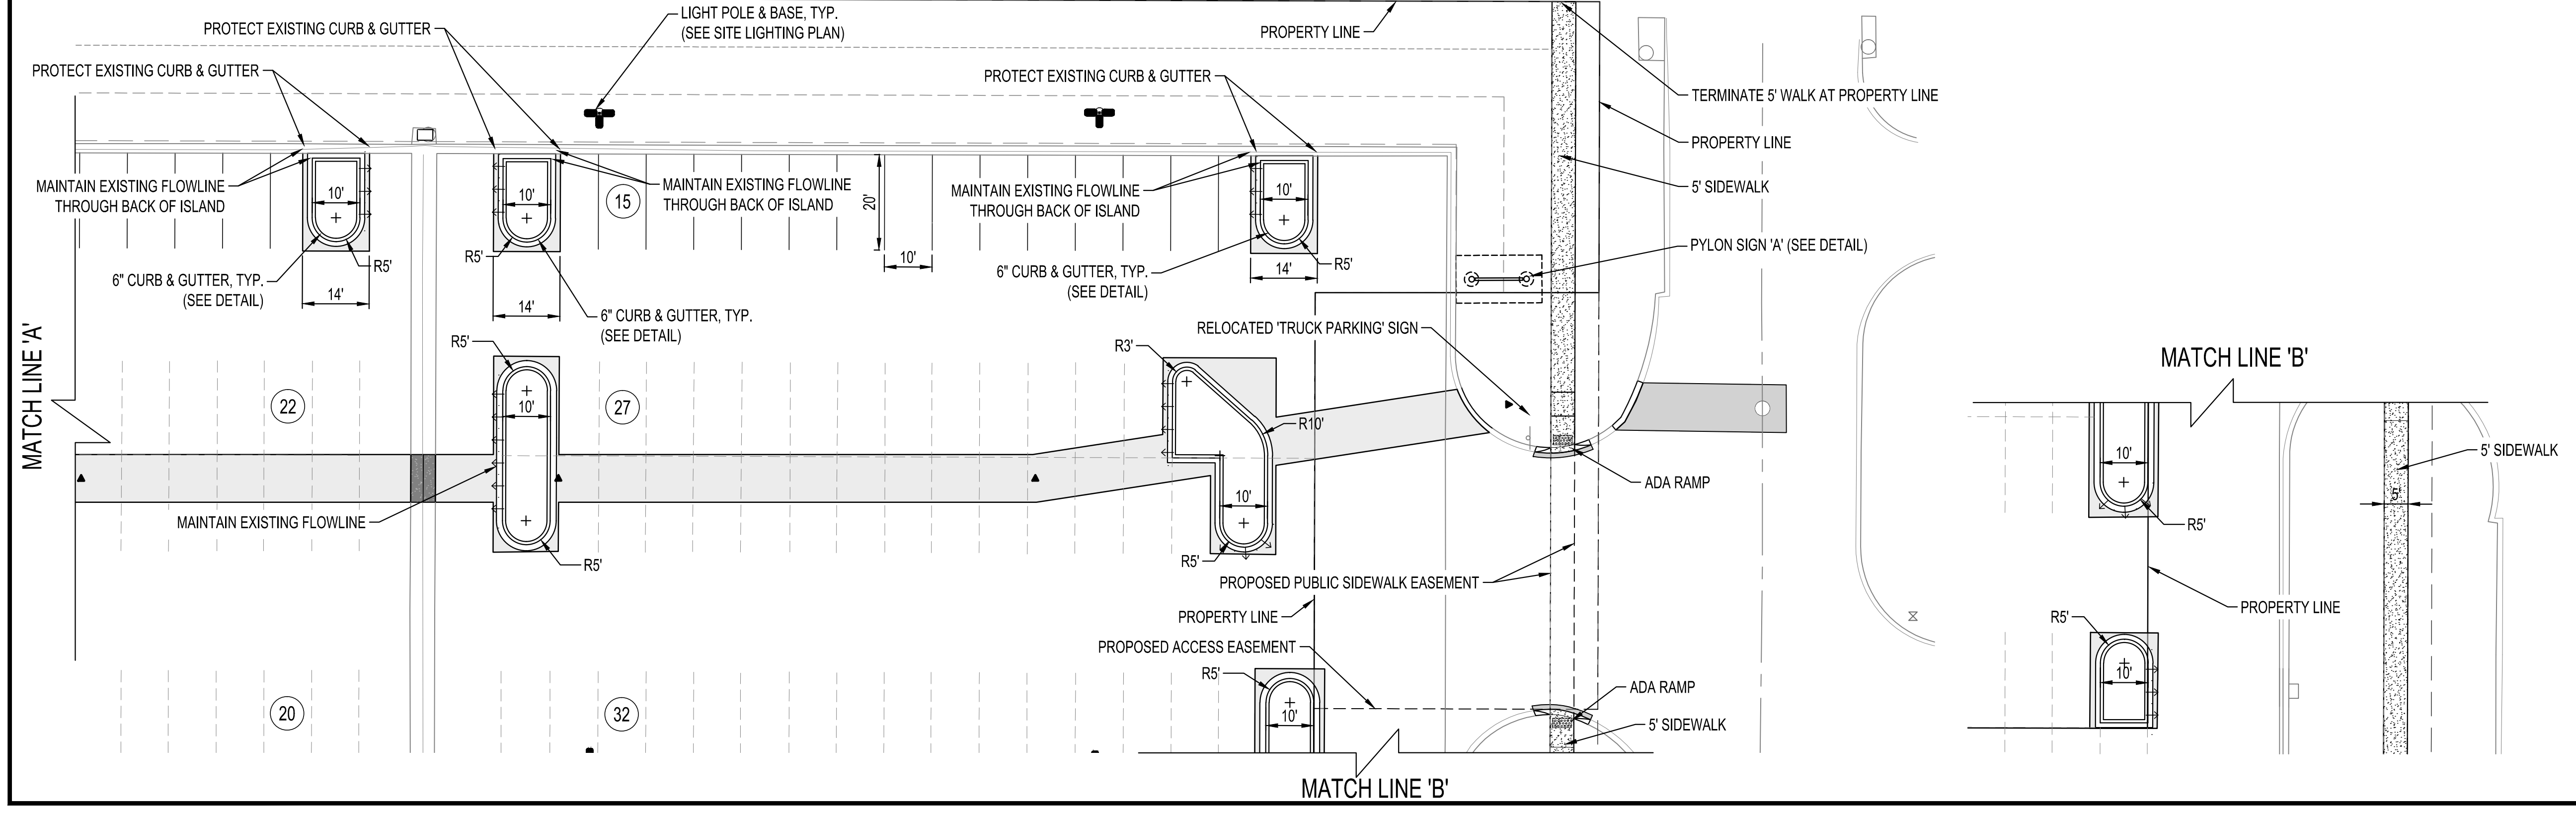 LIGHT POLE & BASE, TYP.
(SEE SITE LIGHTING PLAN)
PROTECT EXISTING CURB & GUTTER
PROPERTY LINE
PROTECT EXISTING CURB & GUTTER
PROTECT EXISTING CURB & GUTTER
TERMINATE 5' WALK AT PROPERTY LINE
PROPERTY LINE
MAINTAIN EXISTING FLOWLINE
THROUGH BACK OF ISLAND
10'
10'
15
MAINTAIN EXISTING FLOWLINE
THROUGH BACK OF ISLAND
20'
MAINTAIN EXISTING FLOWLINE
THROUGH BACK OF ISLAND
10'
5' SIDEWALK
PYLON SIGN 'A' (SEE DETAIL)
R5'
R5'
10'
R5'
6" CURB & GUTTER, TYP.
(SEE DETAIL)
14'
14'
6" CURB & GUTTER, TYP.
(SEE DETAIL)
6" CURB & GUTTER, TYP.
(SEE DETAIL)
14'
RELOCATED 'TRUCK PARKING' SIGN
MATCH LINE 'A'
R5'
R3'
22
10'
27
R10'
MAINTAIN EXISTING FLOWLINE
R5'
10'
R5'
ADA RAMP
PROPOSED PUBLIC SIDEWALK EASEMENT
PROPERTY LINE
PROPOSED ACCESS EASEMENT
R5'
10'
ADA RAMP
5' SIDEWALK
20
32
MATCH LINE 'B'
MATCH LINE 'B'
10'
5' SIDEWALK
5'
R5'
PROPERTY LINE
R5'
10'